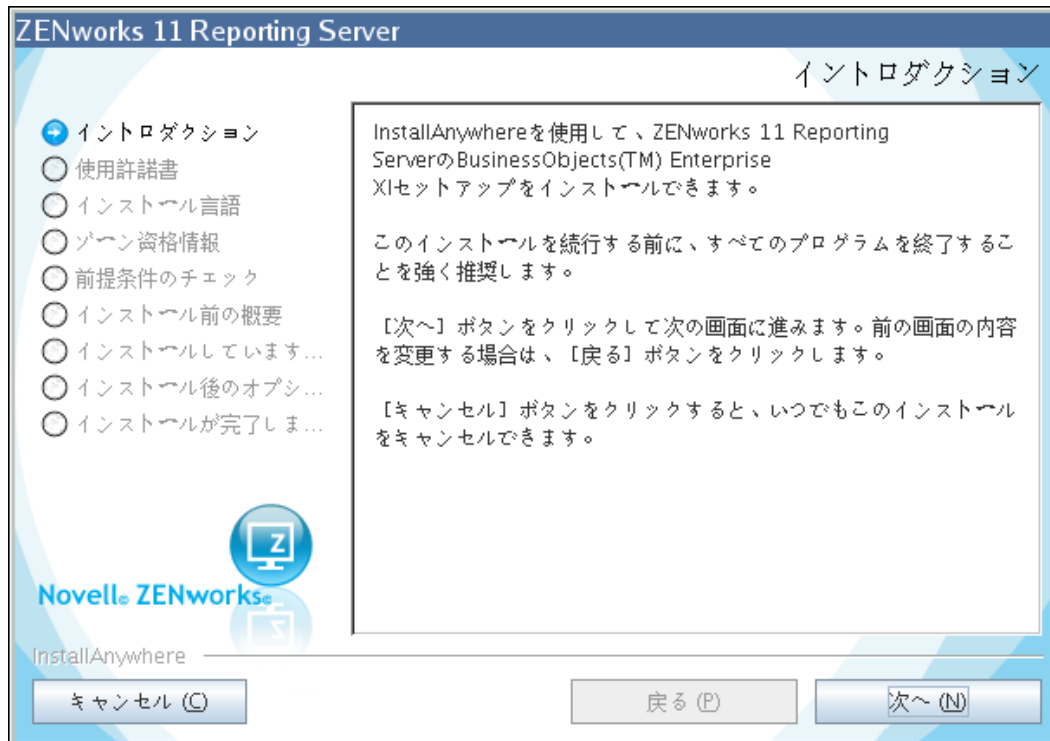 ZENworks 11 Reporting Server
イントロダクション
イントロダクション
使用許諾書
インストール言語
ゾーン資格情報
前提条件のチェック
インストール前の概要
インストールしています...
インストール後のオプシ...
インストールが完了しま...
InstallAnywhereを使用して、ZENworks 11 Reporting
ServerのBusinessObjects(TM) Enterprise
XIセットアップをインストールできます。
このインストールを続行する前に、すべてのプログラムを終了するこ
とを強く推奨します。
［次へ］ボタンをクリックして次の画面に進みます。前の画面の内容
を変更する場合は、［戻る］ボタンをクリックします。
［キャンセル］ボタンをクリックすると、いつでもこのインストール
をキャンセルできます。
Z
Novell® ZENworks®
InstallAnywhere
キャンセル (C)
戻る (P)
次へ (N)